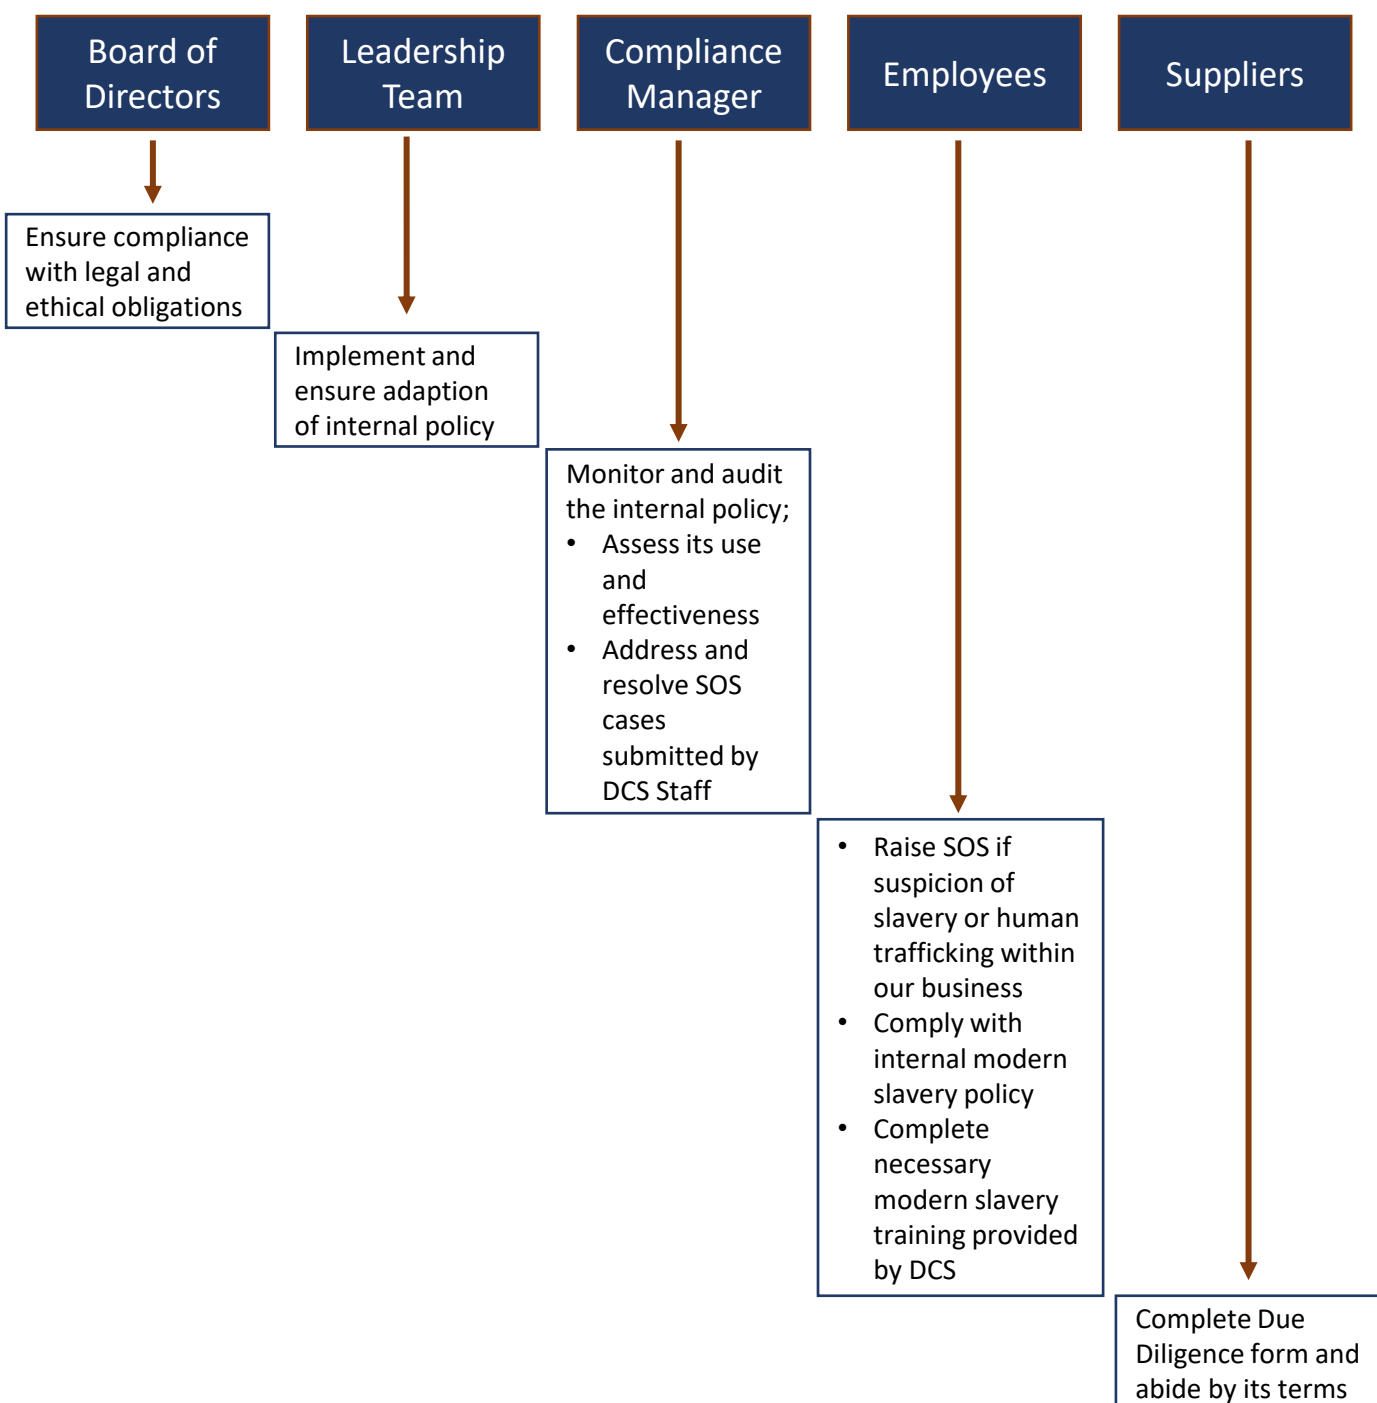 Board of
Directors
Leadership
Team
Compliance
Manager
Employees
Suppliers
Ensure compliance
with legal and
ethical obligations
Implement and
ensure adaption
of internal policy
Monitor and audit
the internal policy;
• Assess its use
and
effectiveness
• Address and
resolve SOS
cases
submitted by
DCS Staff
• Raise SOS if
suspicion of
slavery or human
trafficking within
our business
• Comply with
internal modern
slavery policy
• Complete
necessary
modern slavery
training provided
by DCS
Complete Due
Diligence form and
abide by its terms